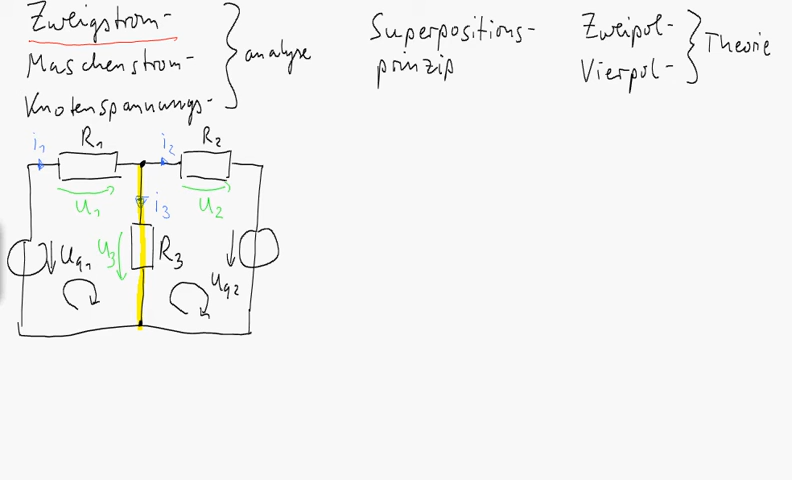 Zweigstrom-
Maschenstrom-
Knotenspannungs-
analyse
Superpositions-
prinzip
Zweipol-
Vierpol-
Theorie
i1 R1 i2 R2
u1 i3 u2
uq1 u3 R3
uq2